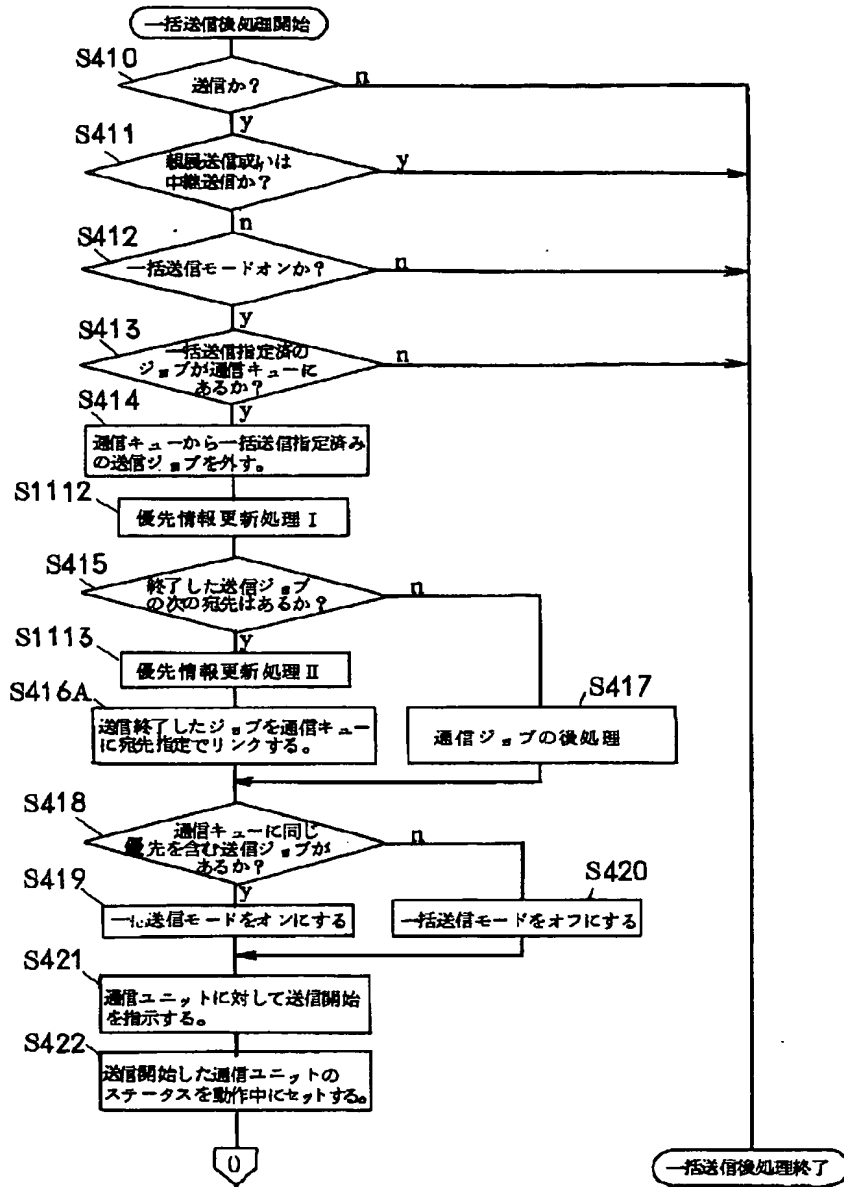 一括送信後処理開始
S410
送信か？
n
y
S411
親展送信或いは
中継送信か？
y
n
S412
一括送信モードオンか？
n
y
S413
一括送信指定済の
ジョブが通信キューに
あるか？
n
y
S414
通信キューから一括送信指定済み
の送信ジョブを外す。
S1112
優先情報更新処理Ⅰ
S415
終了した送信ジョブ
の次の宛先はあるか？
n
y
S1113
優先情報更新処理Ⅱ
S416A
送信終了したジョブを通信キュー
に宛先指定でリンクする。
S417
通信ジョブの後処理
S418
通信キューに同じ
優先を含む送信ジョブが
あるか？
n
y
S419
一括送信モードをオンにする
S420
一括送信モードをオフにする
S421
通信ユニットに対して送信開始
を指示する。
S422
送信開始した通信ユニットの
ステータスを動作中にセットする。
0
一括送信後処理終了